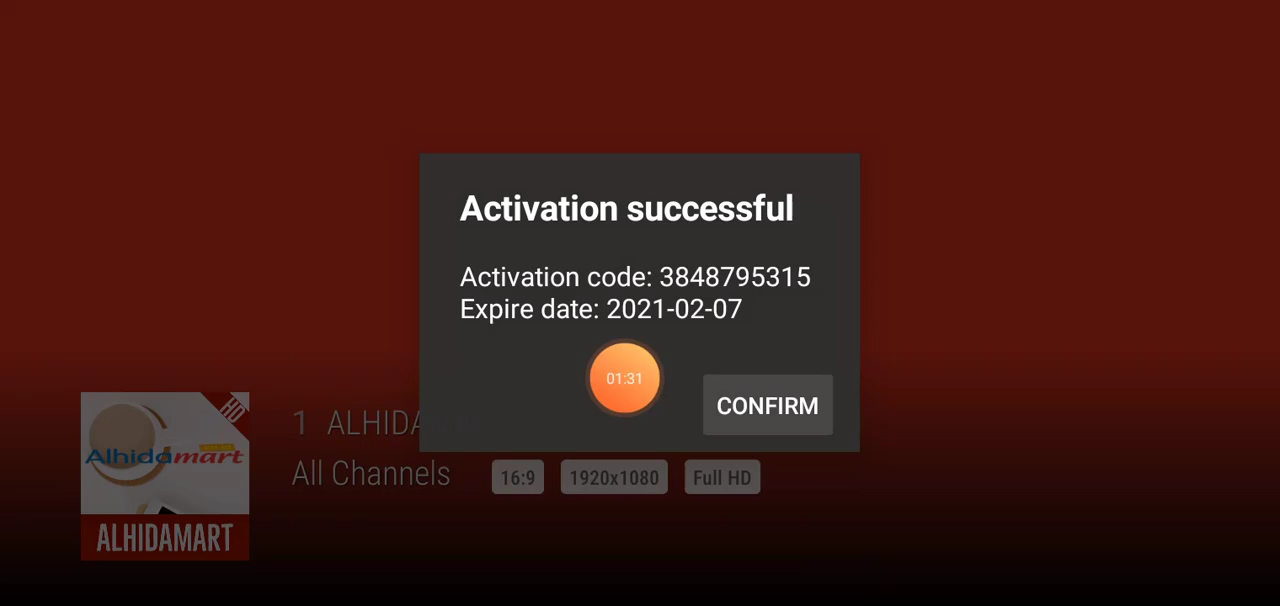 Activation successful
Activation code: 3848795315
Expire date: 2021-02-07
01:31
CONFIRM
HD
1 ALHIDAMART
All Channels 16:9 1920x1080 Full HD
Alhidamart
ALHIDAMART